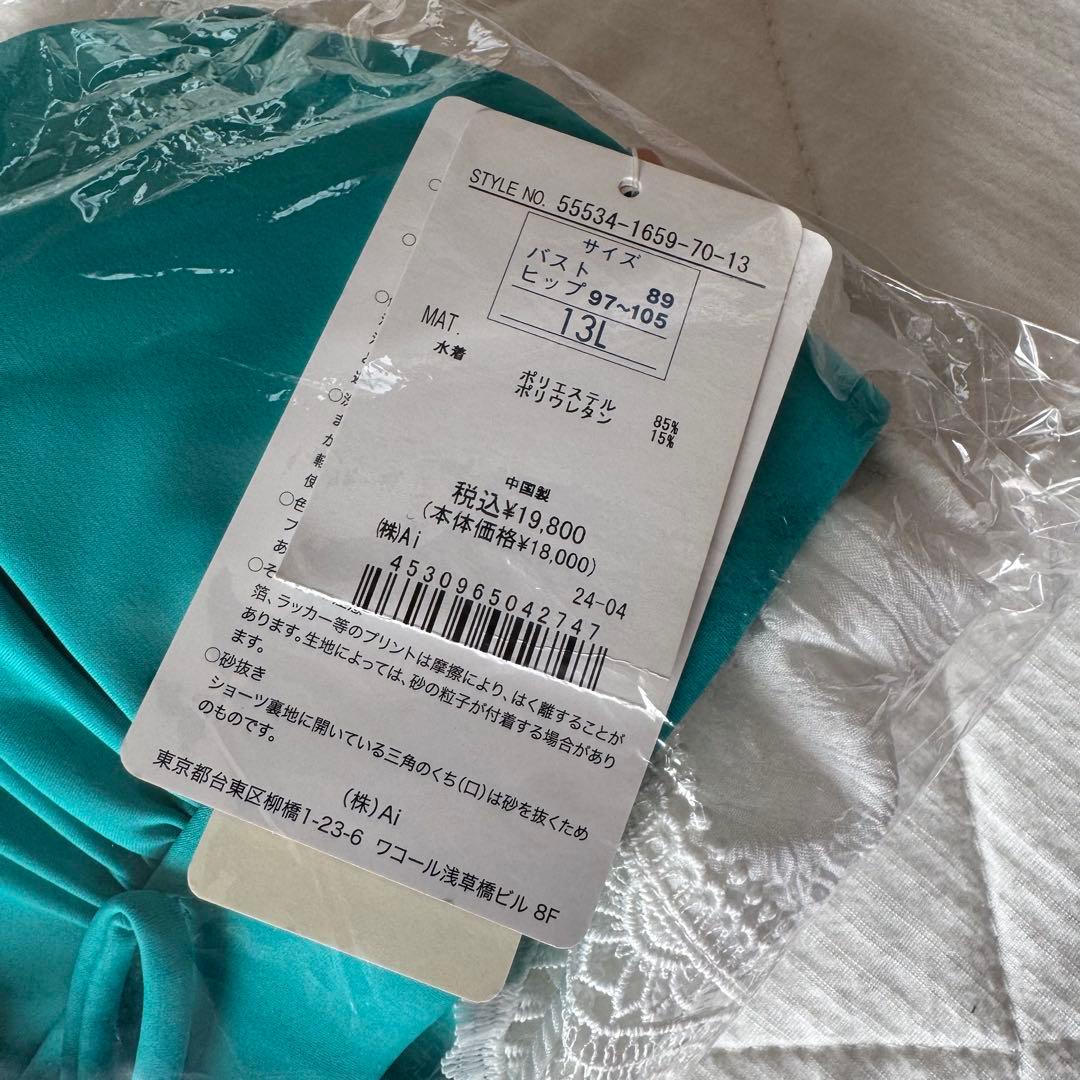 STYLE NO. 55534-1659-70-13
サイズ
バスト 89
ヒップ 97~105
13L
MAT.
水着
ポリエステル 85%
ポリウレタン 15%
中国製
税込¥19,800
(本体価格¥18,000)
㈱Ai
24-04
4530965042747
箔、ラッカー等のプリントは摩擦により、はく離することが
あります。生地によっては、砂の粒子が付着する場合があり
ます。
○砂抜き
ショーツ裏地に開いている三角のくち(口)は砂を抜くため
のものです。
(株)Ai
東京都台東区柳橋1-23-6 ワコール浅草橋ビル 8F